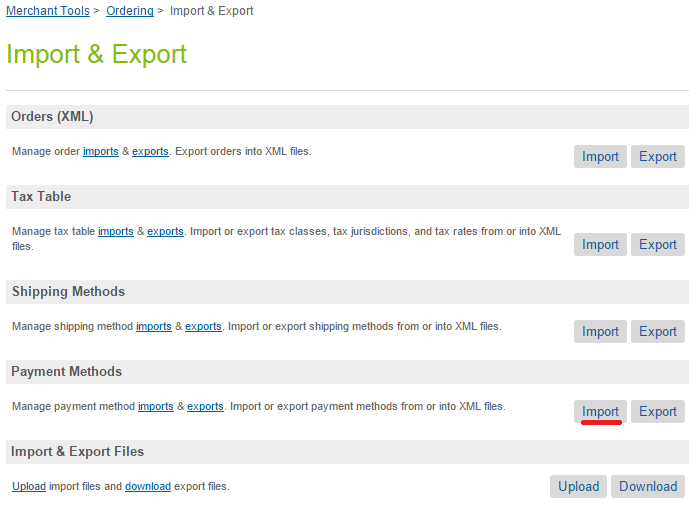 Merchant Tools > Ordering > Import & Export
Import & Export
Orders (XML)
Manage order imports & exports. Export orders into XML files.
Import Export
Tax Table
Manage tax table imports & exports. Import or export tax classes, tax jurisdictions, and tax rates from or into XML
files.
Import Export
Shipping Methods
Manage shipping method imports & exports. Import or export shipping methods from or into XML files.
Import Export
Payment Methods
Manage payment method imports & exports. Import or export payment methods from or into XML files.
Import Export
Import & Export Files
Upload import files and download export files.
Upload Download